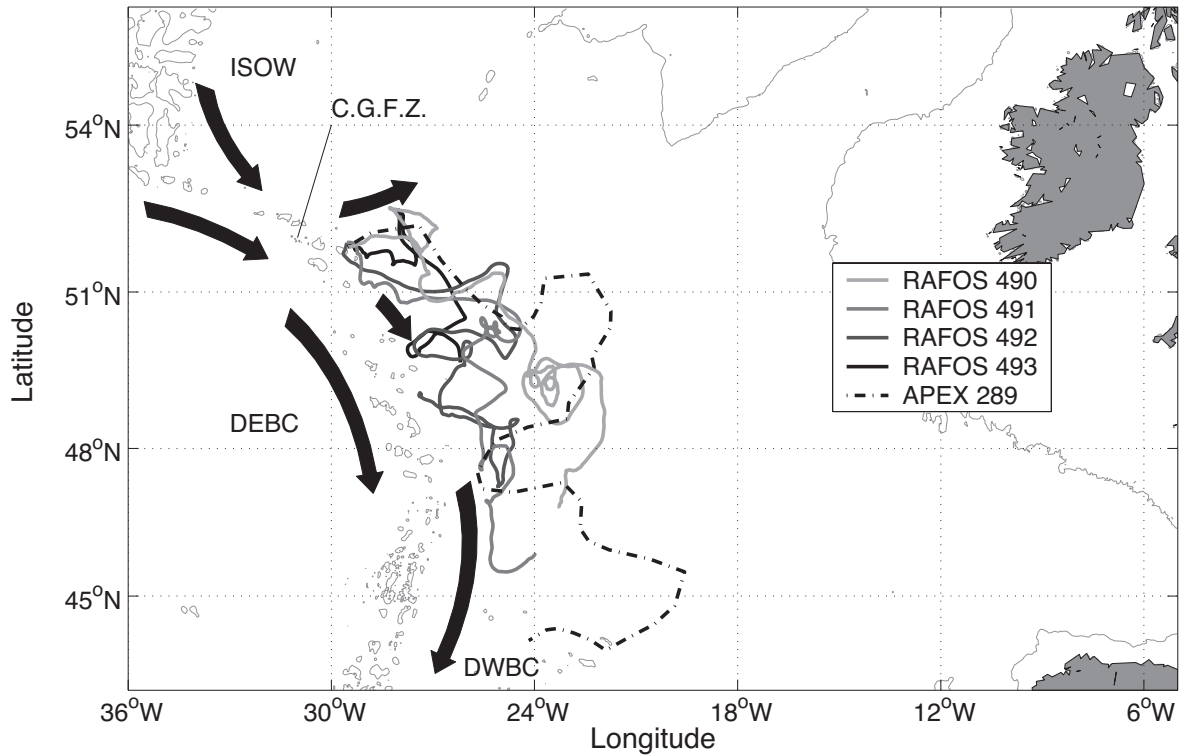 ISOW
C.G.F.Z.
54°N
51°N
RAFOS 490
RAFOS 491
RAFOS 492
RAFOS 493
APEX 289
Latitude
DEBC
48°N
45°N
DWBC
36°W 30°W 24°W 18°W 12°W 6°W
Longitude